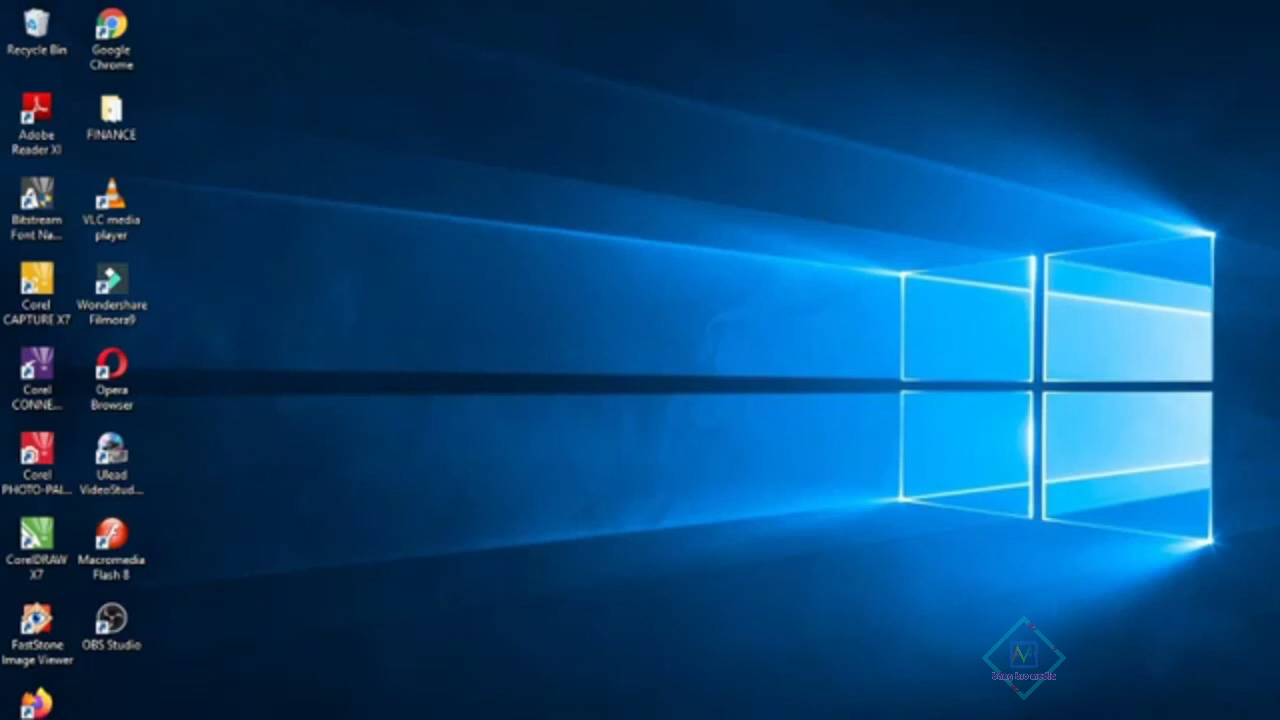 Recycle Bin
Google
Chrome
Adobe
Reader XI
FINANCE
Bitstream
Font Na...
VLC media
player
Corel
CAPTURE X7
Wondershare
Filmora9
Corel
CONNE...
Opera
Browser
Corel
PHOTO-PAI...
Ulead
VideoStud...
CorelDRAW
X7
Macromedia
Flash 8
FastStone
Image Viewer
OBS Studio